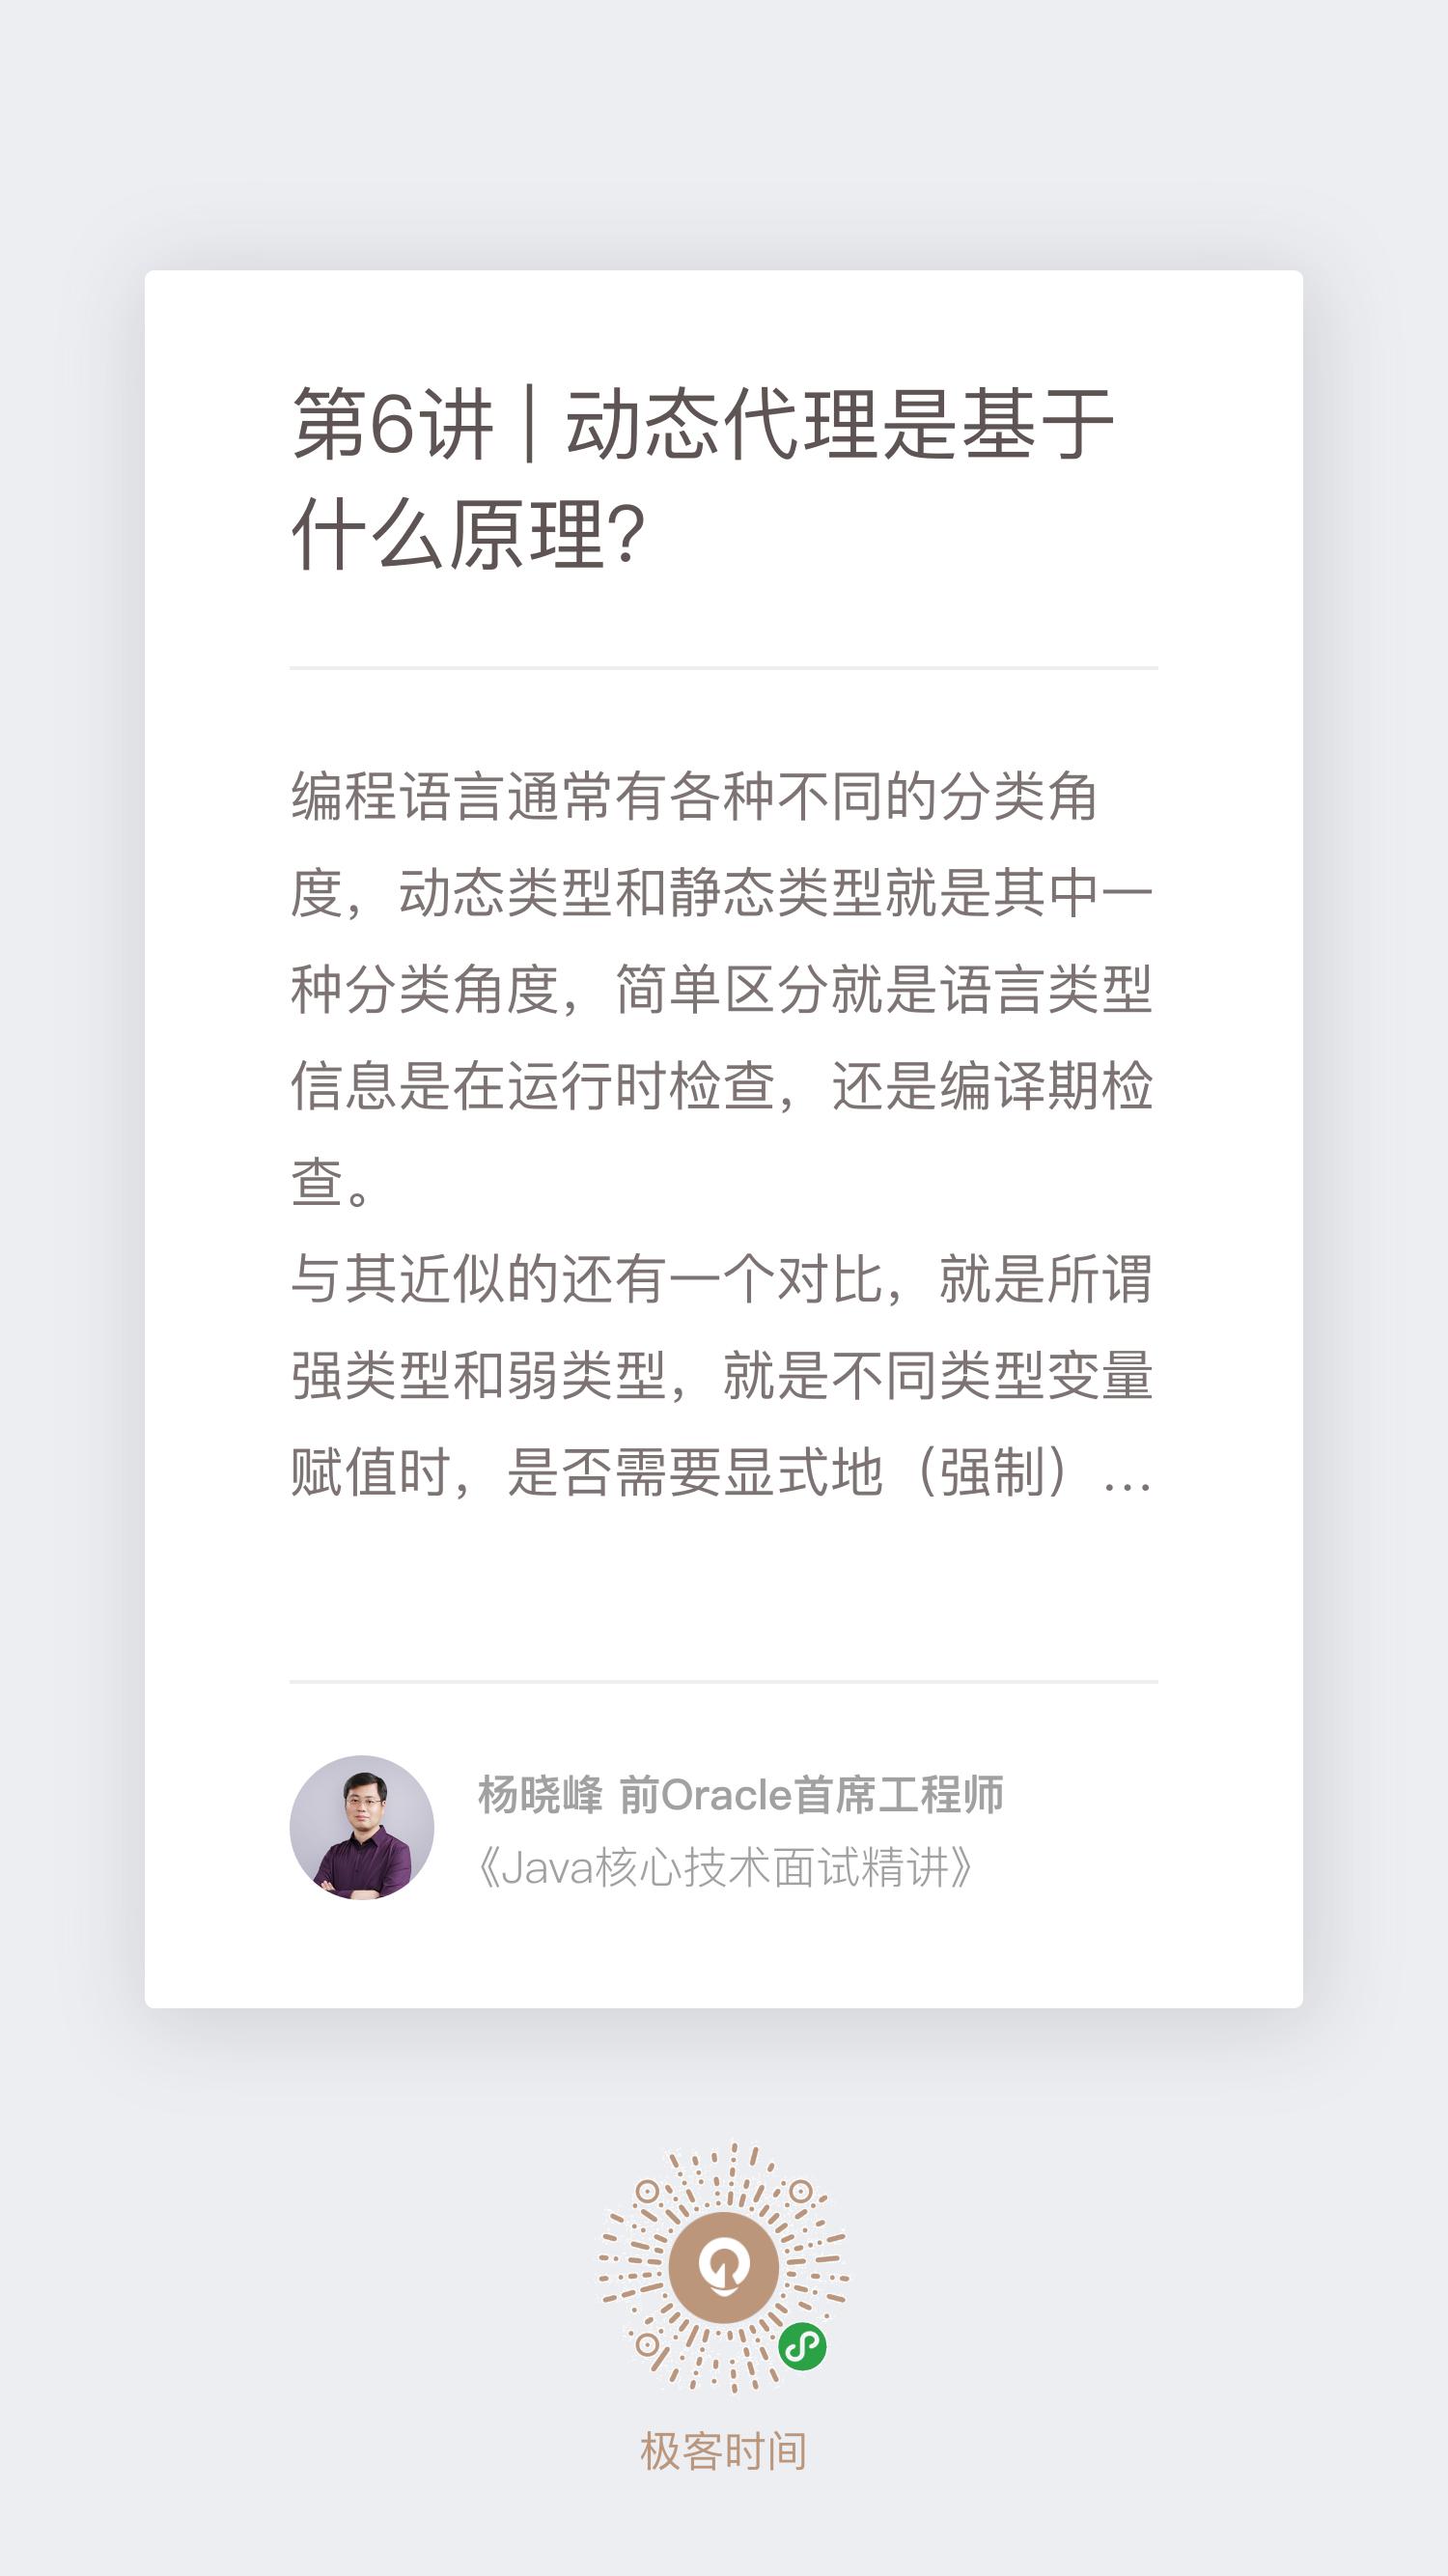 第6讲 | 动态代理是基于
什么原理?
编程语言通常有各种不同的分类角
度，动态类型和静态类型就是其中一
种分类角度，简单区分就是语言类型
信息是在运行时检查，还是编译期检
查。
与其近似的还有一个对比，就是所谓
强类型和弱类型，就是不同类型变量
赋值时，是否需要显式地（强制）...
杨晓峰 前Oracle首席工程师
《Java核心技术面试精讲》
极客时间